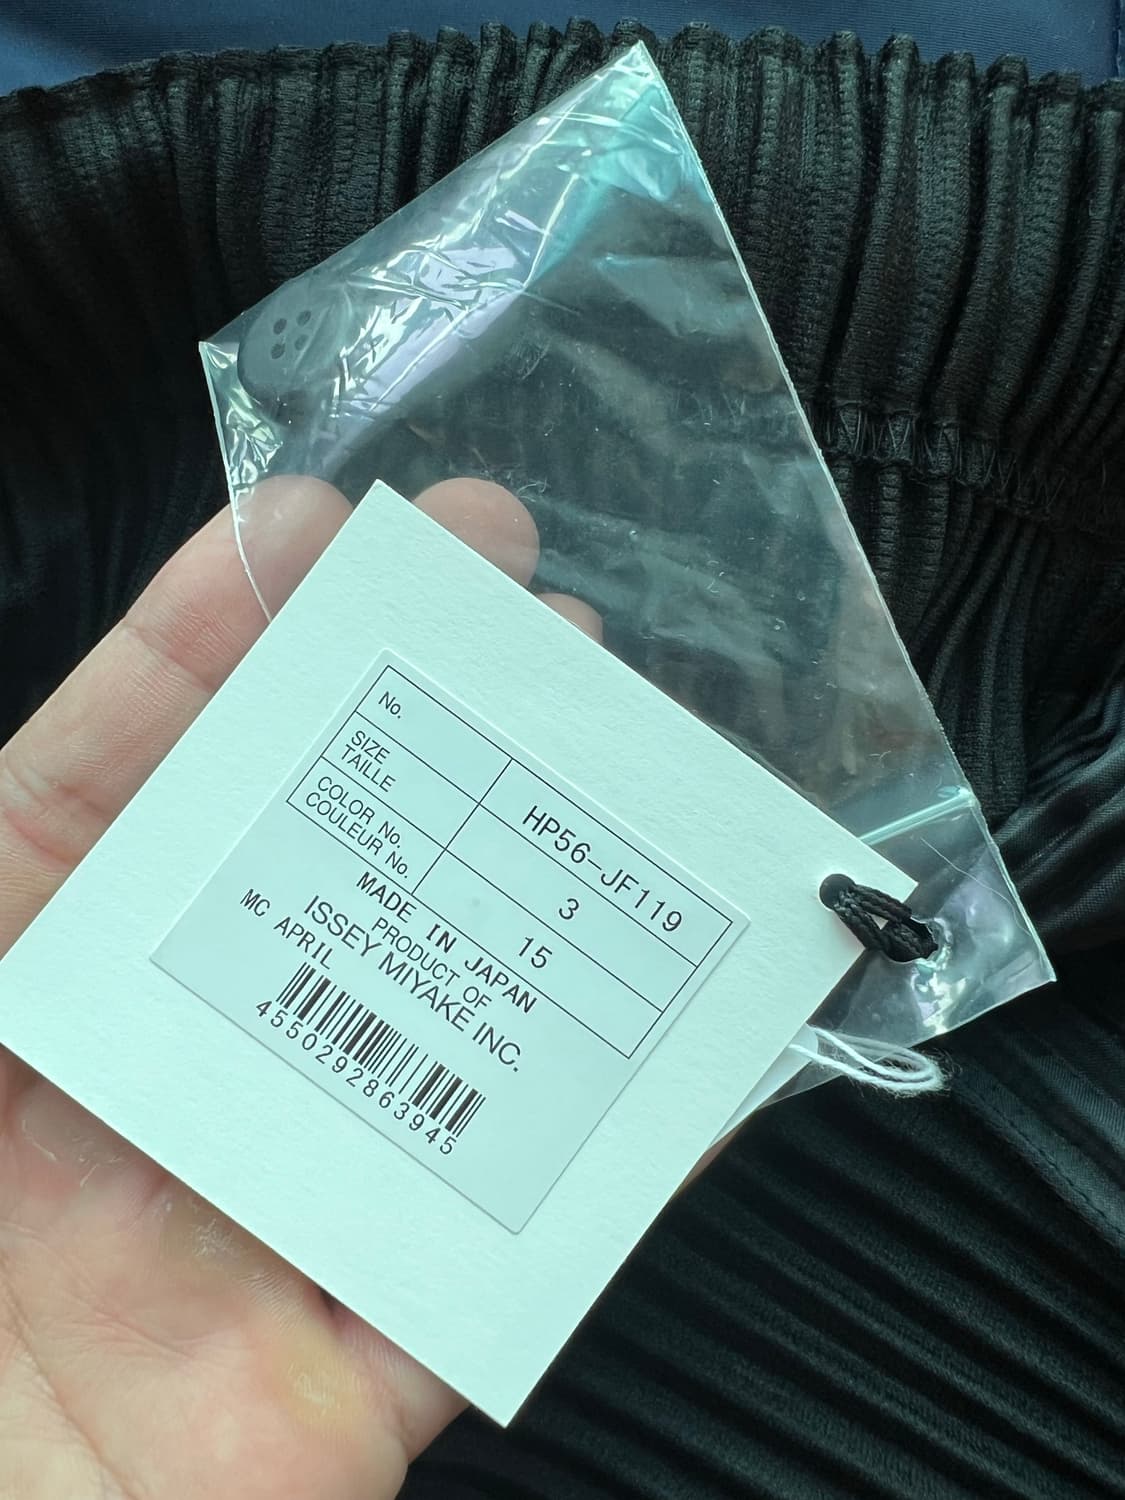 No. HP56-JF119
SIZE
TAILLE 3
COLOR No.
COULEUR No. 15
MADE IN JAPAN
PRODUCT OF
ISSEY MIYAKE INC.
MC APRIL
4550292863945